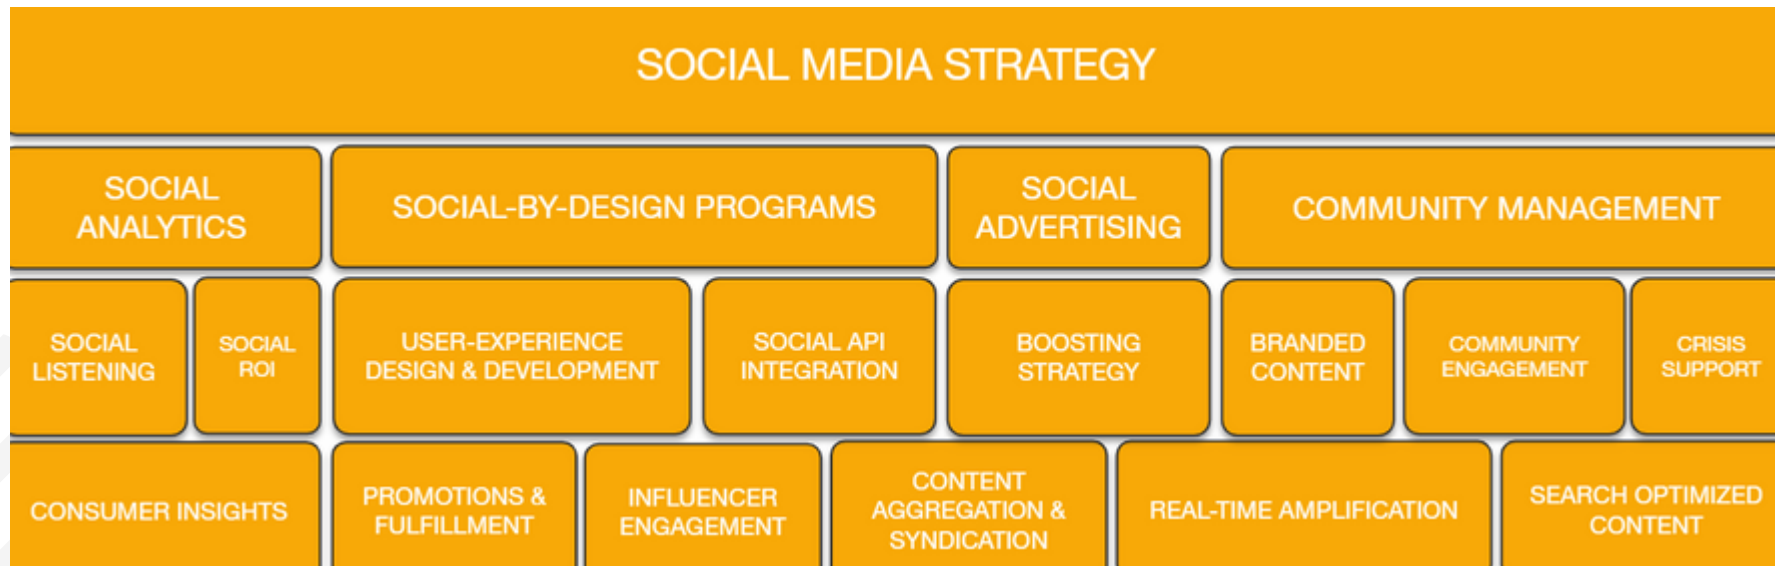 SOCIAL MEDIA STRATEGY
SOCIAL
ANALYTICS
SOCIAL-BY-DESIGN PROGRAMS
SOCIAL
ADVERTISING
COMMUNITY MANAGEMENT
SOCIAL
LISTENING
SOCIAL
ROI
USER-EXPERIENCE
DESIGN & DEVELOPMENT
SOCIAL API
INTEGRATION
BOOSTING
STRATEGY
BRANDED
CONTENT
COMMUNITY
ENGAGEMENT
CRISIS
SUPPORT
CONSUMER INSIGHTS
PROMOTIONS &
FULFILLMENT
INFLUENCER
ENGAGEMENT
CONTENT
AGGREGATION &
SYNDICATION
REAL-TIME AMPLIFICATION
SEARCH OPTIMIZED
CONTENT